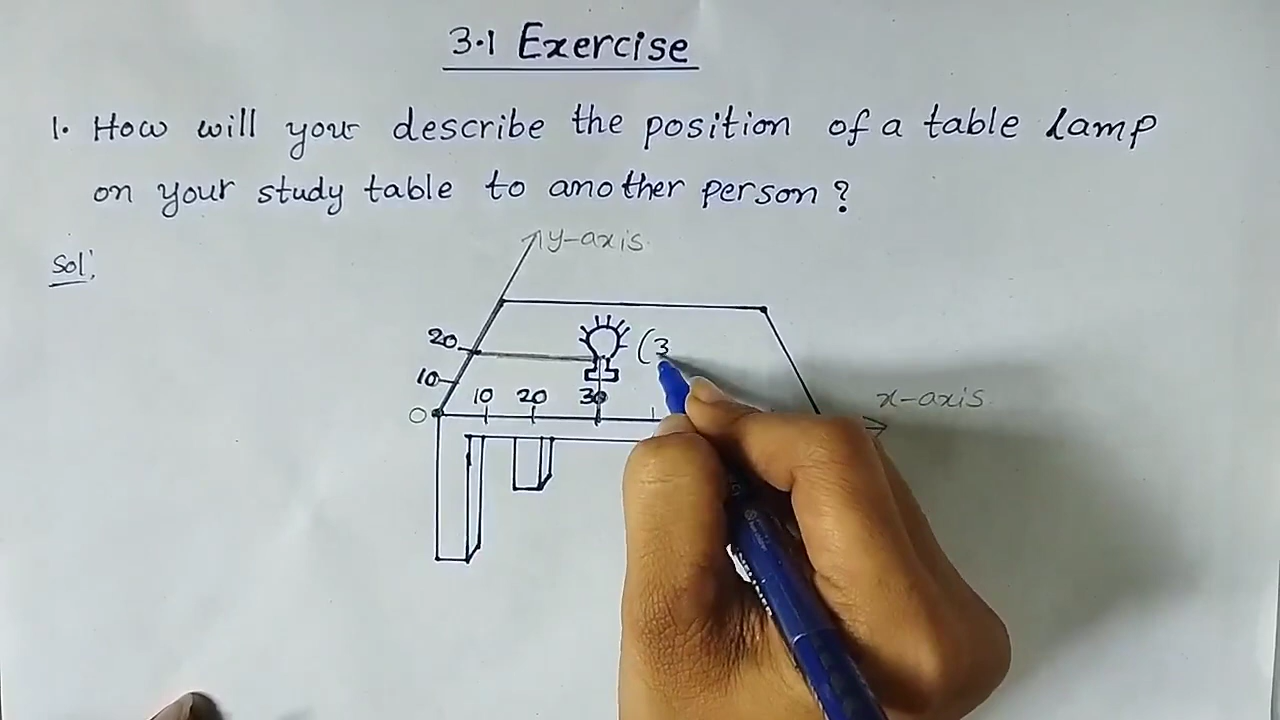 3.1 Exercise
1. How will your describe the position of a table lamp
on your study table to another person?
Sol:
y-axis
20
(3
10
10 20 30
x-axis
O